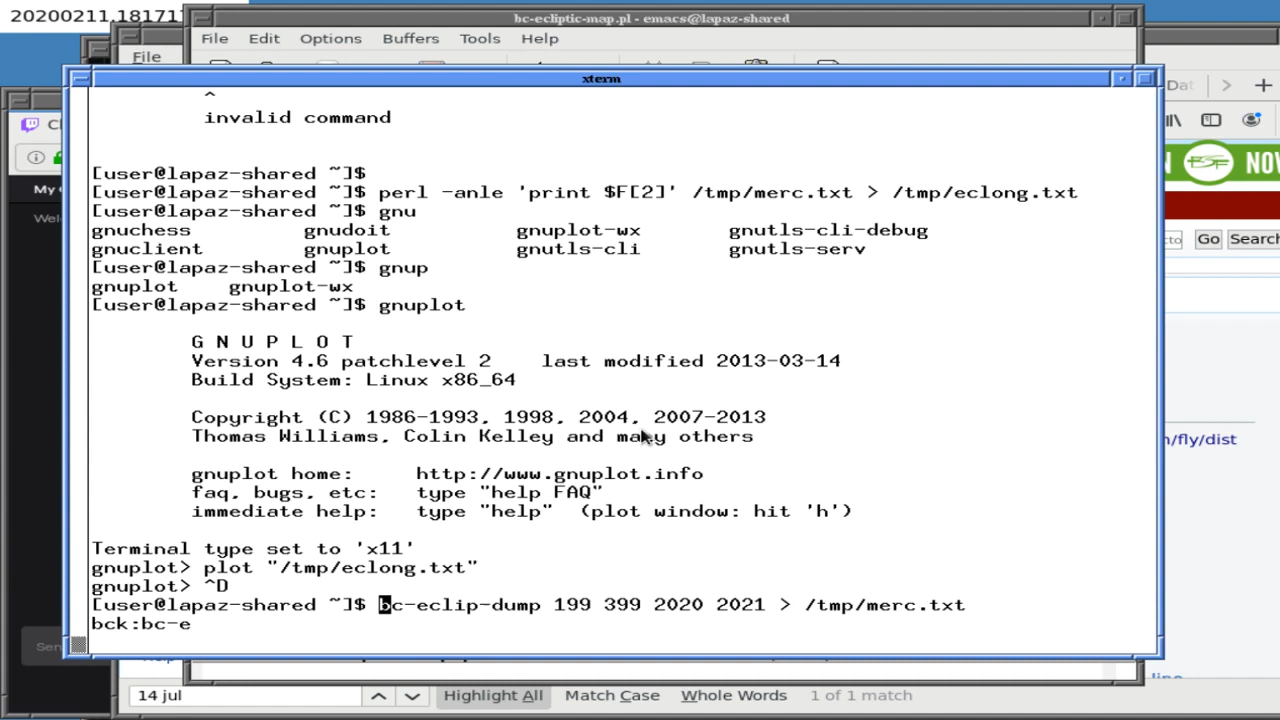 20200211.18171
bc-ecliptic-map.pl - emacs@lapaz-shared
File Edit Options Buffers Tools Help
File
xterm
^
invalid command
[user@lapaz-shared ~]$
[user@lapaz-shared ~]$ perl -anle 'print $F[2]' /tmp/merc.txt > /tmp/eclong.txt
[user@lapaz-shared ~]$ gnu
gnuchess gnudoit gnuplot-wx gnutls-cli-debug
gnuclient gnuplot gnutls-cli gnutls-serv
[user@lapaz-shared ~]$ gnup
gnuplot gnuplot-wx
[user@lapaz-shared ~]$ gnuplot
G N U P L O T
Version 4.6 patchlevel 2 last modified 2013-03-14
Build System: Linux x86_64
Copyright (C) 1986-1993, 1998, 2004, 2007-2013
Thomas Williams, Colin Kelley and many others
gnuplot home: http://www.gnuplot.info
faq, bugs, etc: type "help FAQ"
immediate help: type "help" (plot window: hit 'h')
Terminal type set to 'x11'
gnuplot> plot "/tmp/eclong.txt"
gnuplot> ^D
[user@lapaz-shared ~]$ bc-eclip-dump 199 399 2020 2021 > /tmp/merc.txt
bck:bc-e
My
Wel
Sen
Dat
NOV
Go Search
n/fly/dist
14 jul Highlight All Match Case Whole Words 1 of 1 match